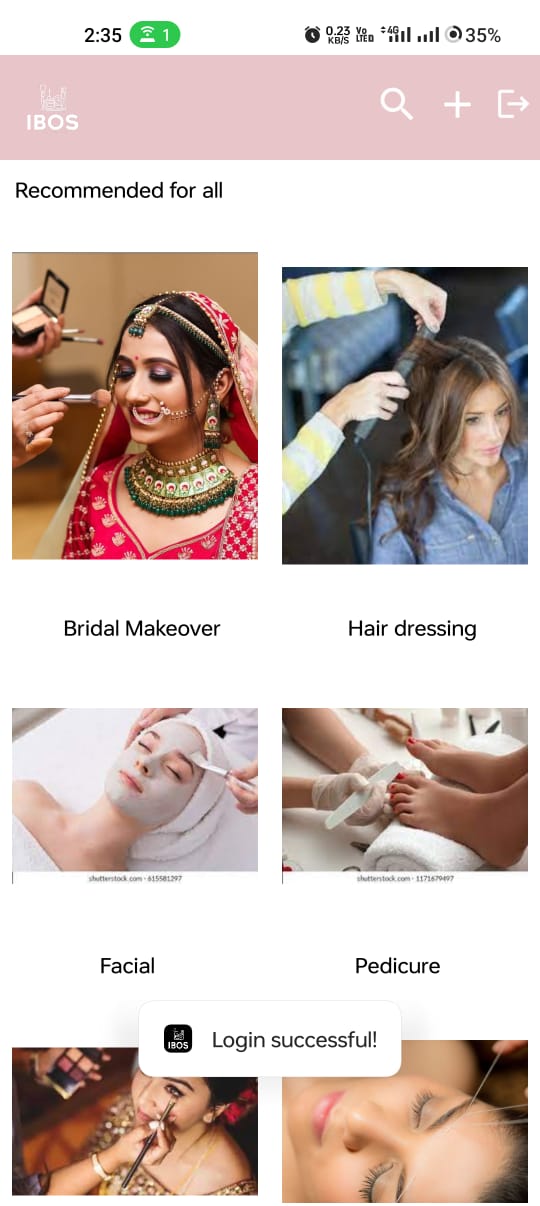 2:35 1 0.23 KB/S Vo LTE 4G 35%
IBOS
Recommended for all
Bridal Makeover Hair dressing
shutterstock.com · 615581297 shutterstock.com · 1171679497
Facial Pedicure
IBOS Login successful!